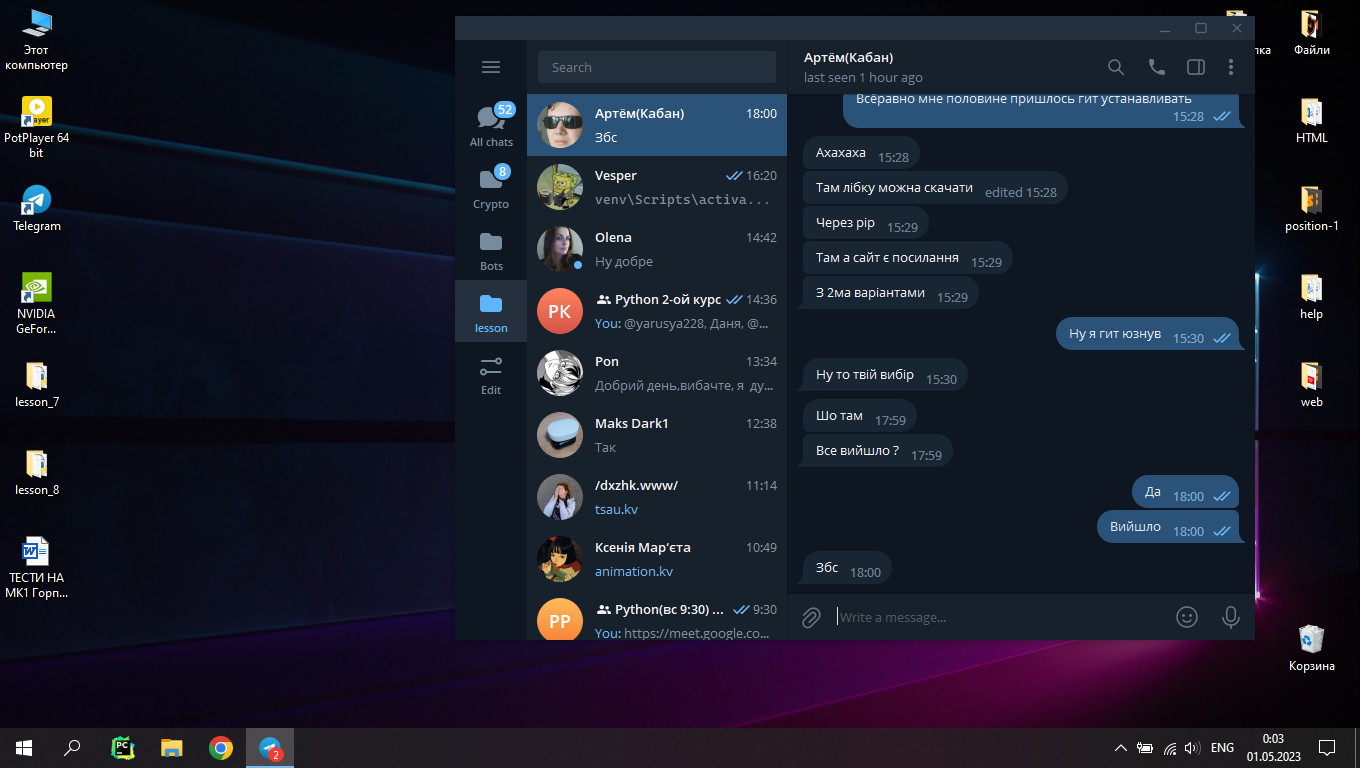 Этот
компьютер
PotPlayer 64
bit
Telegram
NVIDIA
GeFor...
lesson_7
lesson_8
ТЕСТИ НА
МК1 Горп...
52
All chats
8
Crypto
Bots
lesson
Edit
Search
Артём(Кабан) 18:00
Збс
Vesper 16:20
venv\Scripts\activa...
Olena 14:42
Ну добре
РК
Python 2-ой курс 14:36
You: @yarusya228, Даня, @...
Pon 13:34
Добрий день,вибачте, я ду...
Maks Dark1 12:38
Так
/dxzhk.www/ 11:14
tsau.kv
Ксенія Мар'єта 10:49
animation.kv
PP
Python(вс 9:30) ... 9:30
You: https://meet.google.co...
Артём(Кабан)
last seen 1 hour ago
Всёравно мне половине пришлось гит устанавливать
15:28
Ахахаха 15:28
Там лібку можна скачати edited 15:28
Через pip 15:29
Там а сайт є посилання 15:29
З 2ма варіантами 15:29
Ну я гит юзнув 15:30
Ну то твій вибір 15:30
Шо там 17:59
Все вийшло ? 17:59
Да 18:00
Вийшло 18:00
Збс 18:00
Write a message...
лка
Файли
HTML
position-1
help
web
Корзина
PC
2
ENG
0:03
01.05.2023